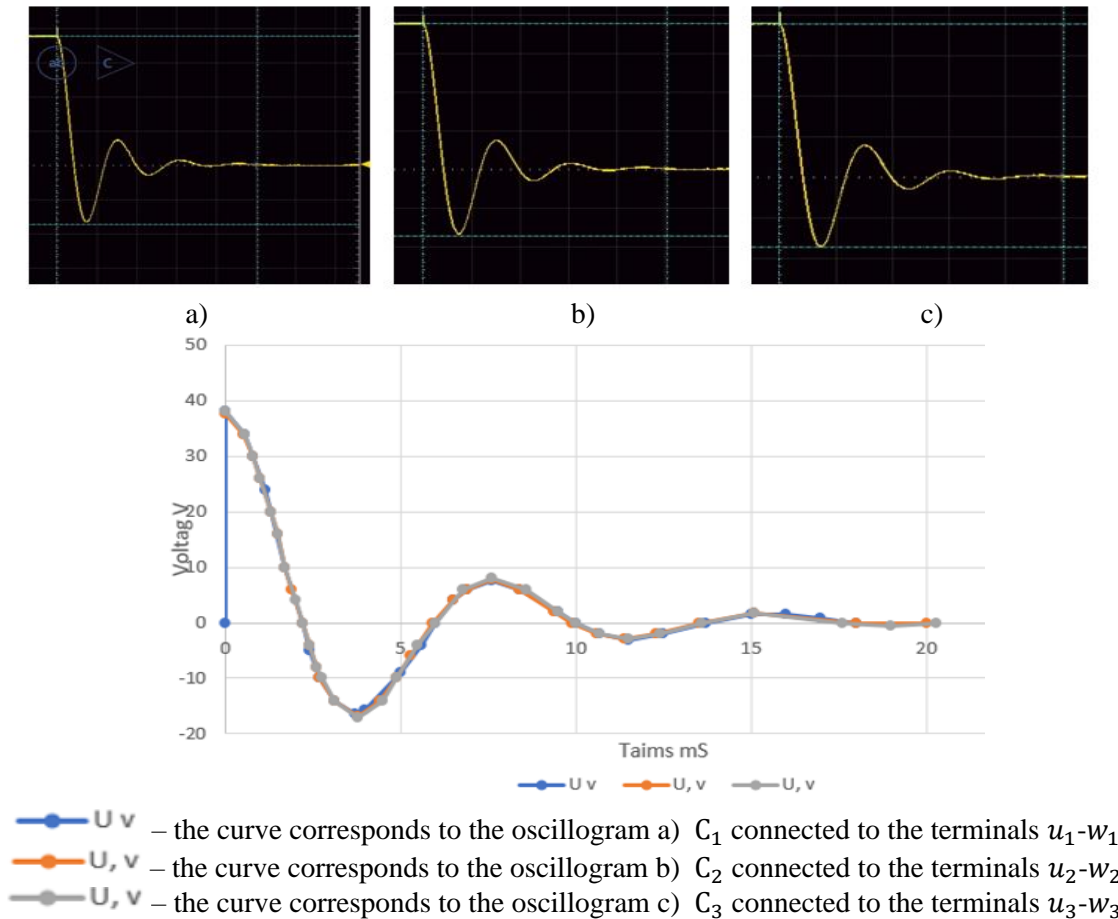 a)
b)
c)
50
40
30
20
10
0
-10
-20
Voltag V
0 5 10 15 20
Taims mS
U v U, v U, v
U v – the curve corresponds to the oscillogram a) C₁ connected to the terminals u₁-w₁
U, v – the curve corresponds to the oscillogram b) C₂ connected to the terminals u₂-w₂
U, v – the curve corresponds to the oscillogram c) C₃ connected to the terminals u₃-w₃